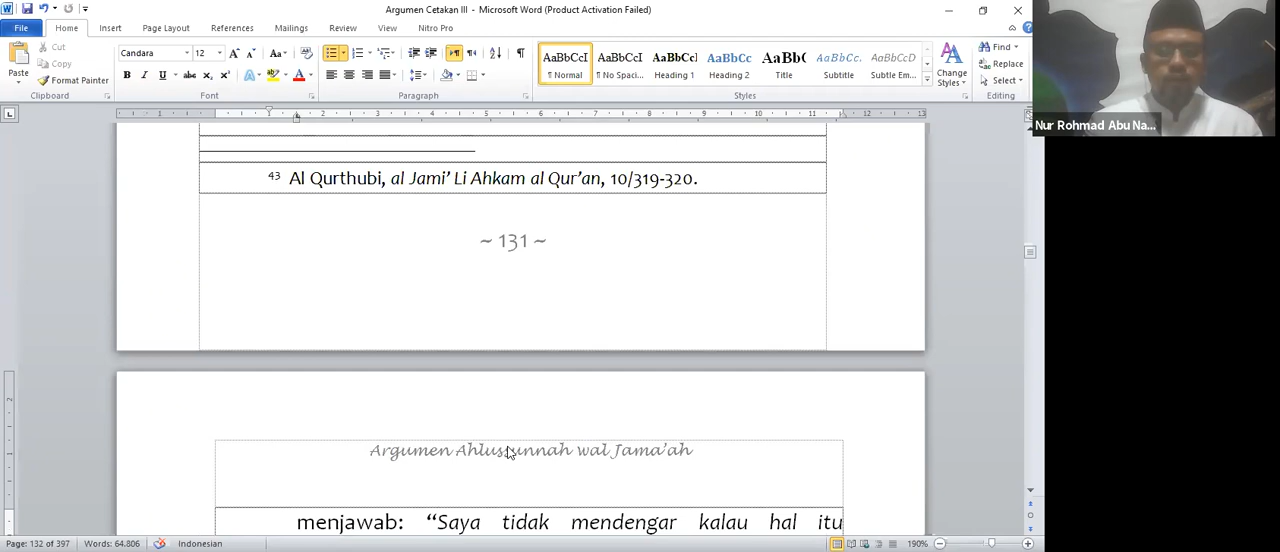 Argumen Cetakan III - Microsoft Word (Product Activation Failed)
File Home Insert Page Layout References Mailings Review View Nitro Pro
Paste Cut Copy Format Painter
Clipboard
Candara 12
Font
Paragraph
AaBbCcI AaBbCcI AaBbCcI AaBbCc AaBb( AaBbCcI AaBbCcD
¶ Normal ¶ No Spaci... Heading 1 Heading 2 Title Subtitle Subtle Em...
Change Styles
Styles
Find
Replace
Select
Editing
Nur Rohmad Abu Na...
43 Al Qurthubi, al Jami’ Li Ahkam al Qur’an, 10/319-320.
~ 131 ~
Argumen Ahlussunnah wal Jama’ah
menjawab: “Saya tidak mendengar kalau hal itu
Page: 132 of 397 Words: 64.806 Indonesian 190%